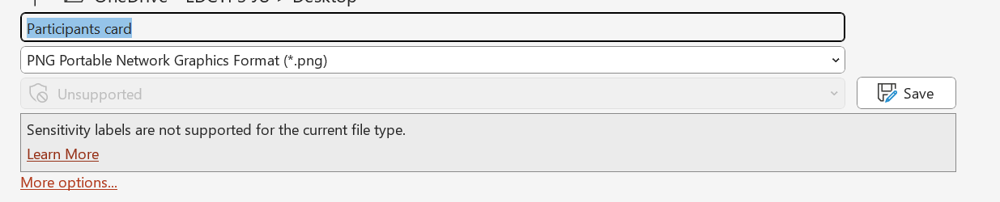 Participants card
PNG Portable Network Graphics Format (*.png)
Unsupported
Save
Sensitivity labels are not supported for the current file type.
Learn More
More options...